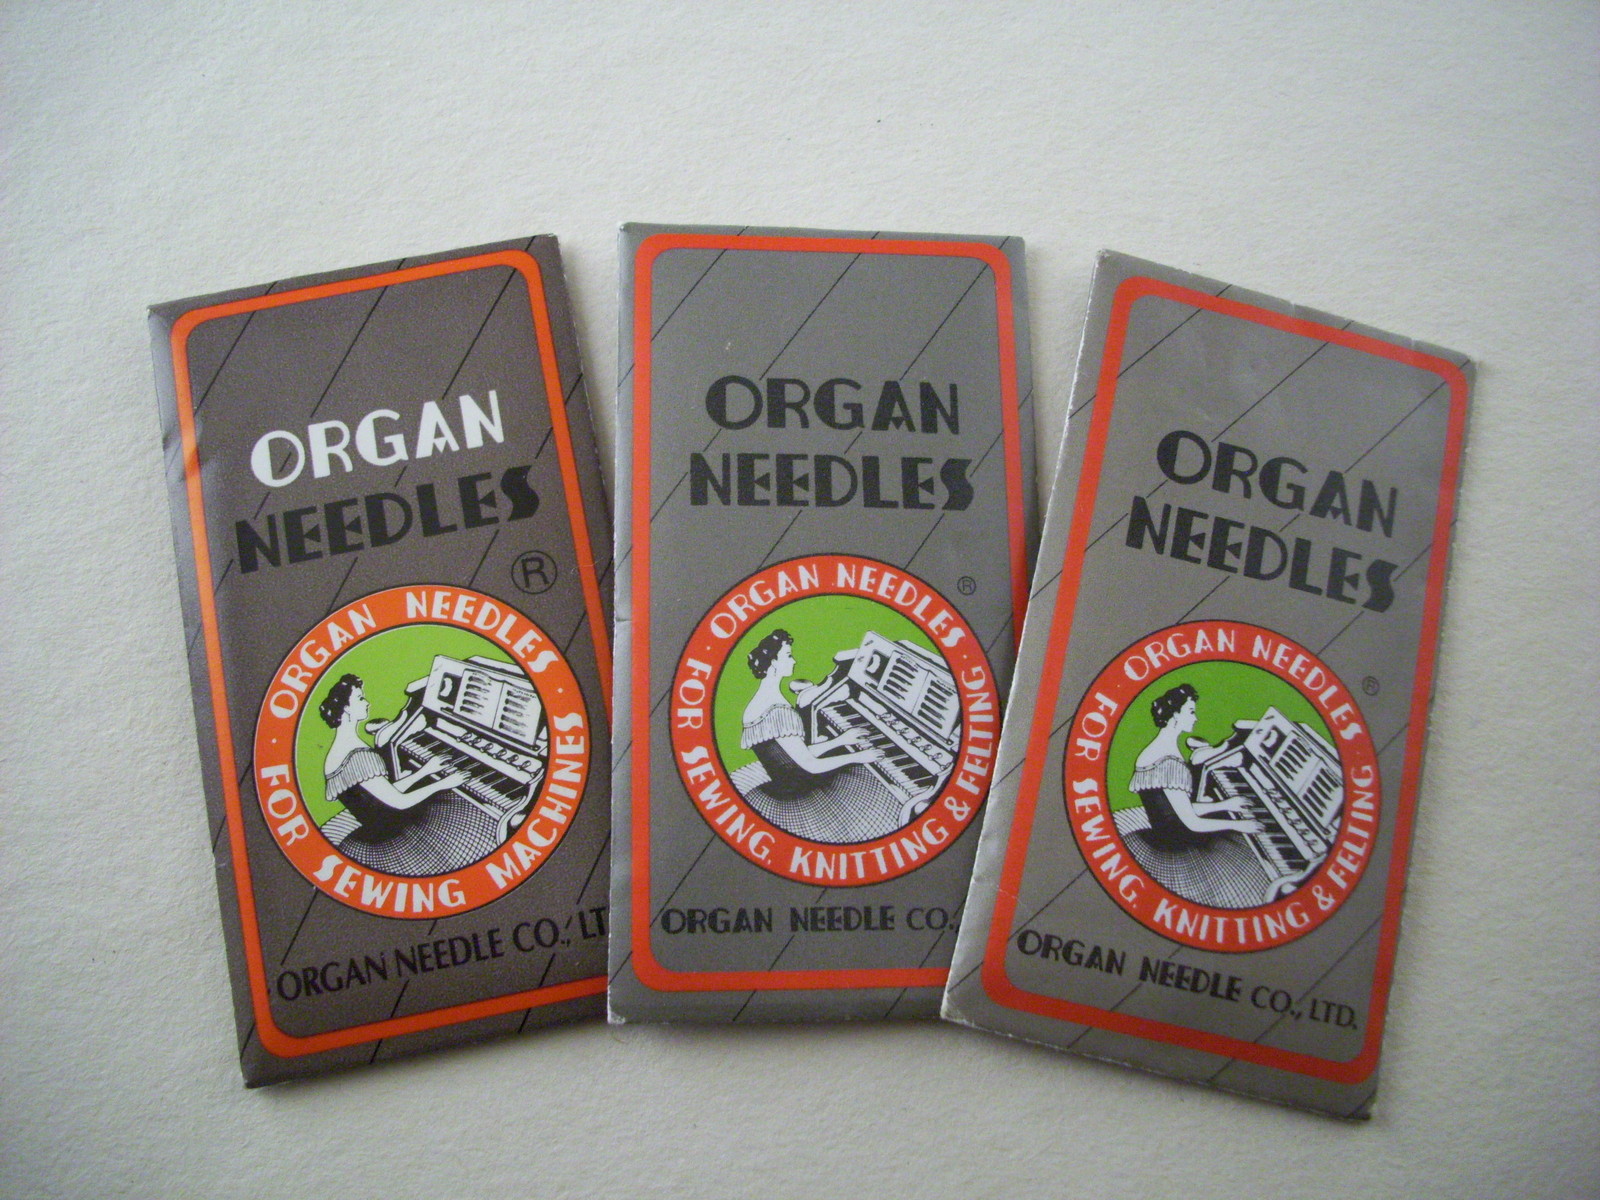 ORGAN
NEEDLES
®
· ORGAN NEEDLES ·
FOR SEWING MACHINES
ORGAN NEEDLE CO., LT
ORGAN
NEEDLES
®
· ORGAN NEEDLES ·
FOR SEWING, KNITTING & FELTING
ORGAN NEEDLE CO.,
ORGAN
NEEDLES
®
· ORGAN NEEDLES ·
FOR SEWING, KNITTING & FELTING
ORGAN NEEDLE CO., LTD.